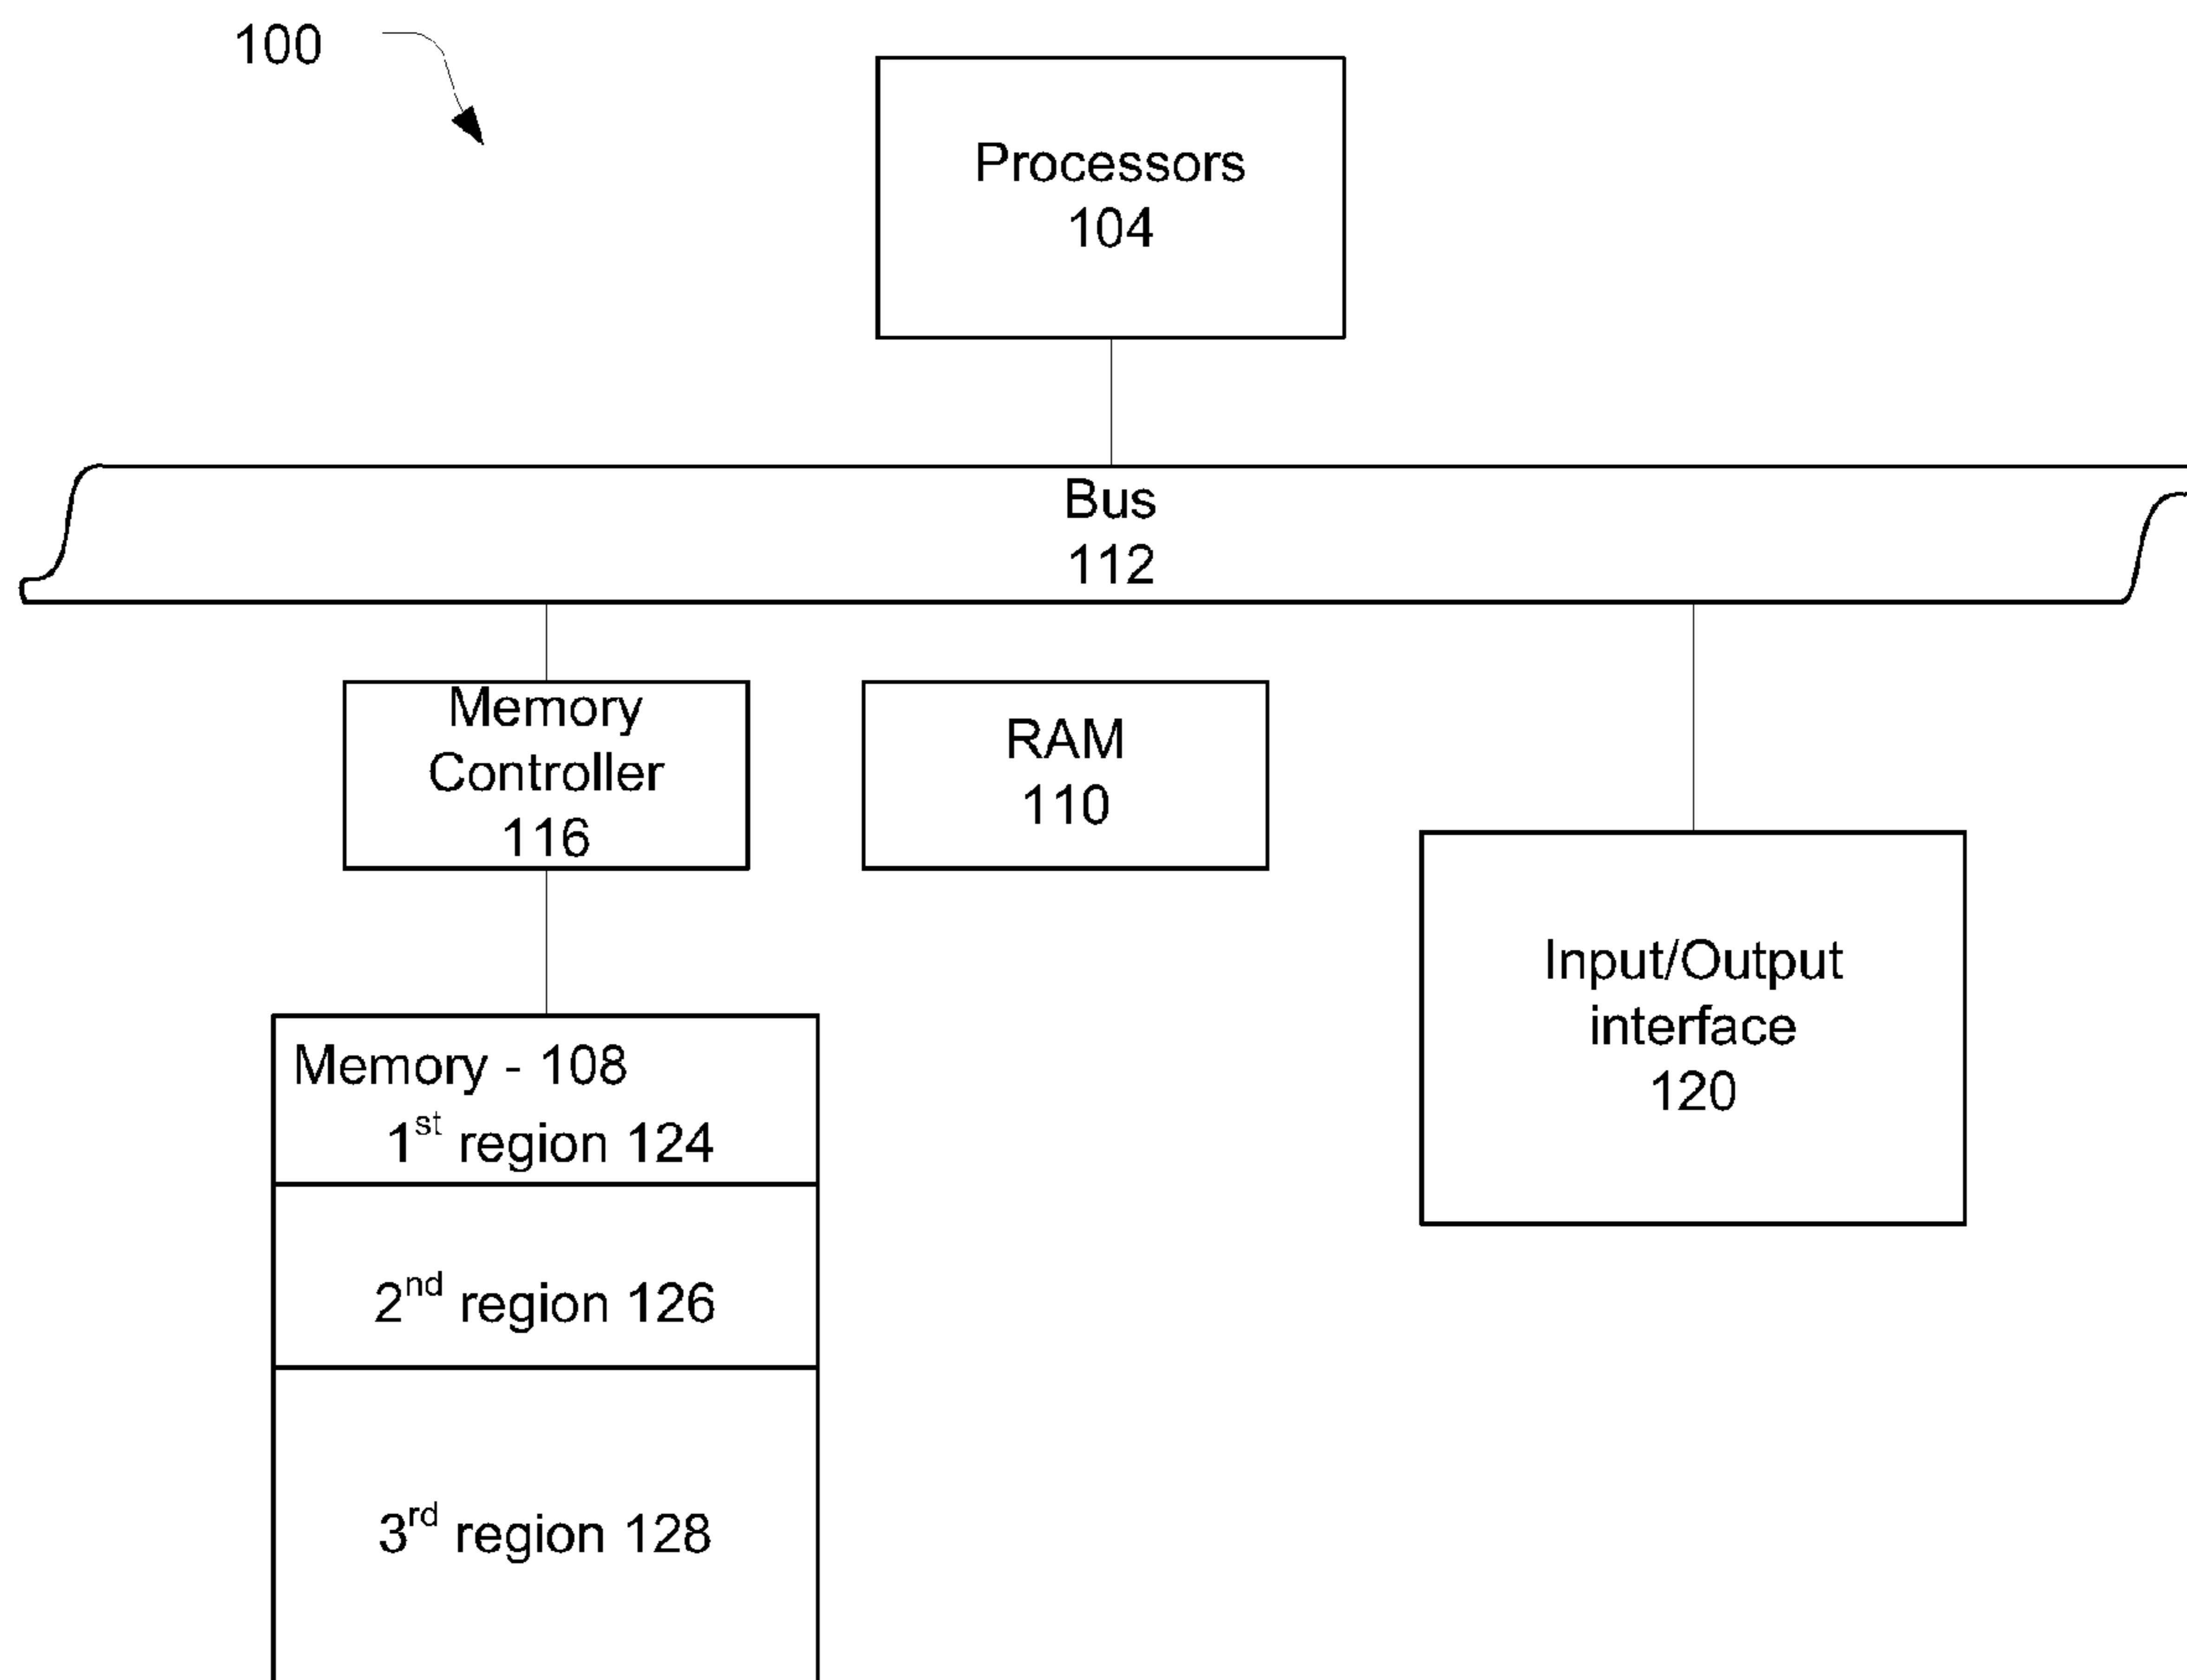 100
Processors
104
Bus
112
Memory
Controller
116
RAM
110
Input/Output
interface
120
Memory - 108
1st region 124
2nd region 126
3rd region 128